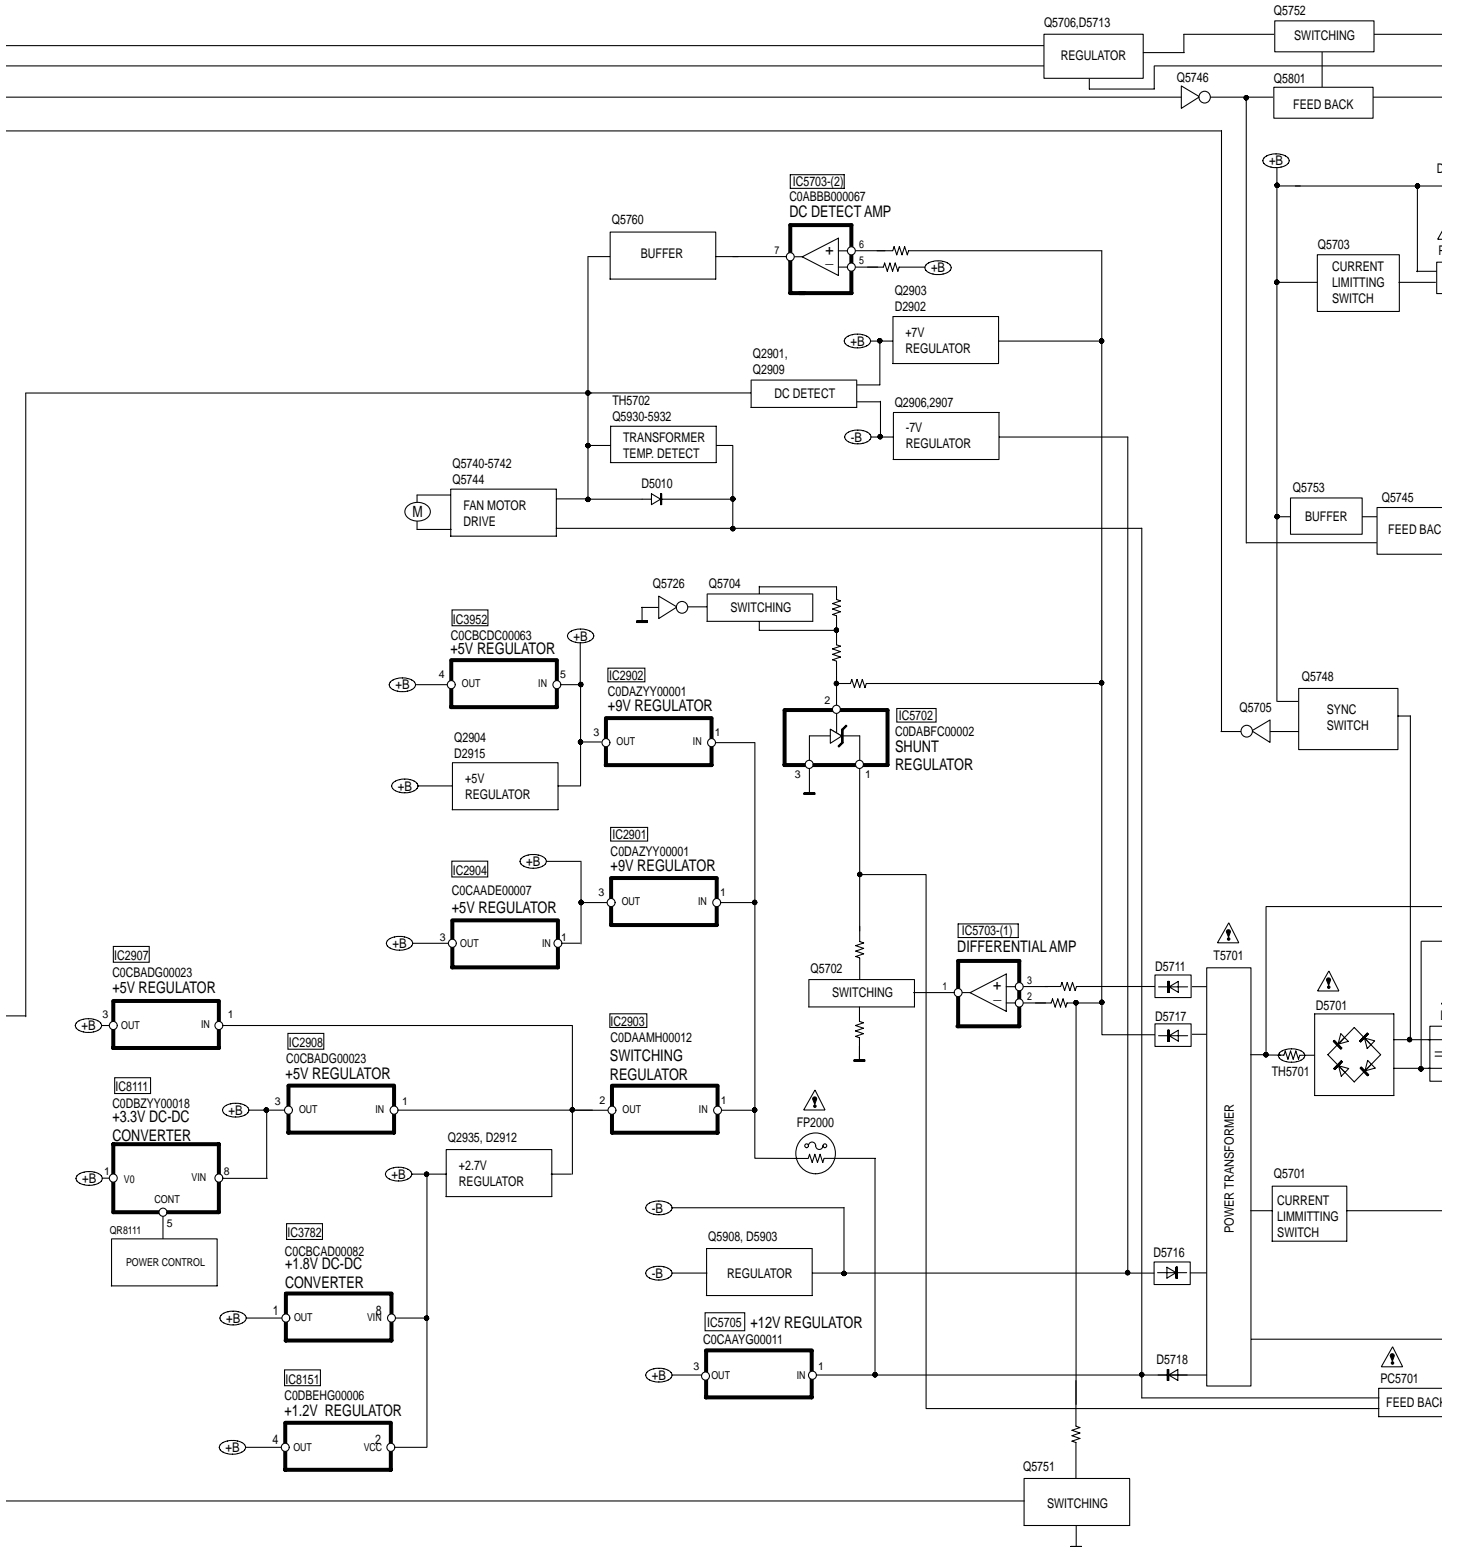 Q5752
Q5706,D5713
SWITCHING
REGULATOR
Q5746
Q5801
FEED BACK
+B
D
IC5703-(2)
C0ABBB000067
DC DETECT AMP
Q5760
BUFFER
7
+
−
6
5
+B
Q5703
CURRENT
LIMITTING
SWITCH
Q2903
D2902
+7V
REGULATOR
+B
Q2901,
Q2909
DC DETECT
Q2906,2907
-7V
REGULATOR
-B
TH5702
Q5930-5932
TRANSFORMER
TEMP. DETECT
Q5740-5742
Q5744
FAN MOTOR
DRIVE
M
D5010
Q5753
BUFFER
Q5745
FEED BAC
Q5726
Q5704
SWITCHING
IC3952
C0CBCDC00063
+5V REGULATOR
+B
+B
4
OUT
IN
5
IC2902
C0DAZYY00001
+9V REGULATOR
3
OUT
IN
1
Q2904
D2915
+5V
REGULATOR
+B
2
IC5702
C0DABFC00002
SHUNT
REGULATOR
3
1
Q5748
SYNC
SWITCH
Q5705
IC2901
C0DAZYY00001
+9V REGULATOR
3
OUT
IN
1
+B
IC2904
C0CAADE00007
+5V REGULATOR
+B
3
OUT
IN
1
IC5703-(1)
DIFFERENTIAL AMP
1
+
−
3
2
Q5702
SWITCHING
D5711
D5717
T5701
POWER TRANSFORMER
D5701
TH5701
IC2907
C0CBADG00023
+5V REGULATOR
+B
3
OUT
IN
1
IC2908
C0CBADG00023
+5V REGULATOR
+B
3
OUT
IN
1
IC2903
C0DAAMH00012
SWITCHING
REGULATOR
2
OUT
IN
1
IC8111
C0DBZYY00018
+3.3V DC-DC
CONVERTER
+B
1
V0
VIN
8
CONT
5
QR8111
POWER CONTROL
Q2935, D2912
+2.7V
REGULATOR
+B
FP2000
Q5701
CURRENT
LIMMITTING
SWITCH
-B
Q5908, D5903
REGULATOR
-B
D5716
IC3782
C0CBCAD00082
+1.8V DC-DC
CONVERTER
+B
1
OUT
VIN
8
IC5705
+12V REGULATOR
C0CAAYG00011
+B
3
OUT
IN
1
D5718
PC5701
FEED BACK
IC8151
C0DBEHG00006
+1.2V REGULATOR
+B
4
OUT
VCC
2
Q5751
SWITCHING